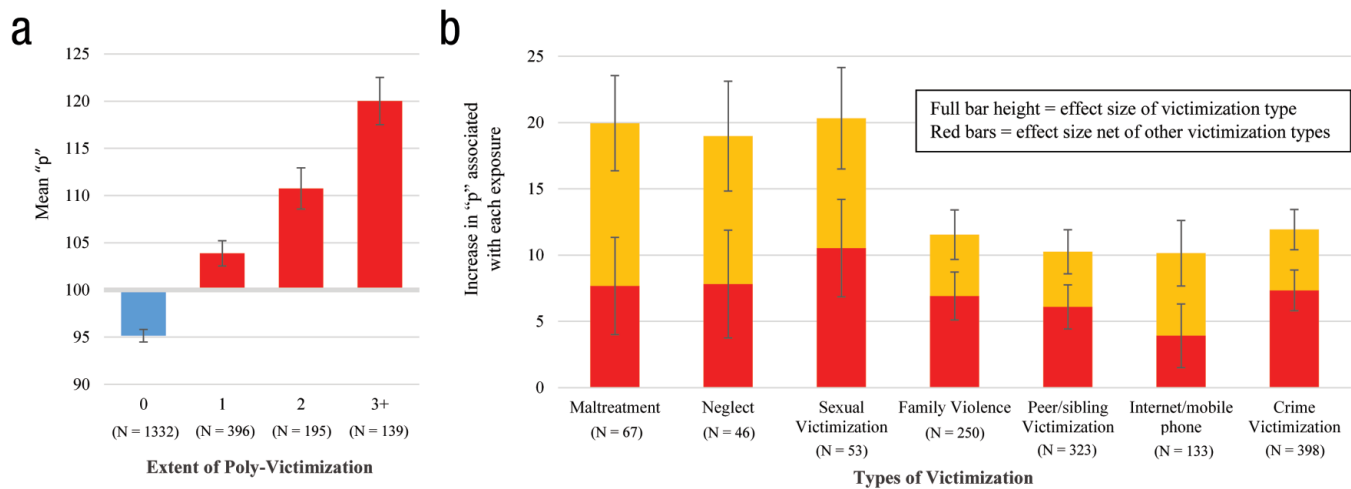 a
125
120
115
110
105
100
95
90
Mean “p”
0
1
2
3+
(N = 1332)
(N = 396)
(N = 195)
(N = 139)
Extent of Poly-Victimization
b
25
20
15
10
5
0
Increase in “p” associated
with each exposure
Full bar height = effect size of victimization type
Red bars = effect size net of other victimization types
Maltreatment
(N = 67)
Neglect
(N = 46)
Sexual
Victimization
(N = 53)
Family Violence
(N = 250)
Peer/sibling
Victimization
(N = 323)
Internet/mobile
phone
(N = 133)
Crime
Victimization
(N = 398)
Types of Victimization